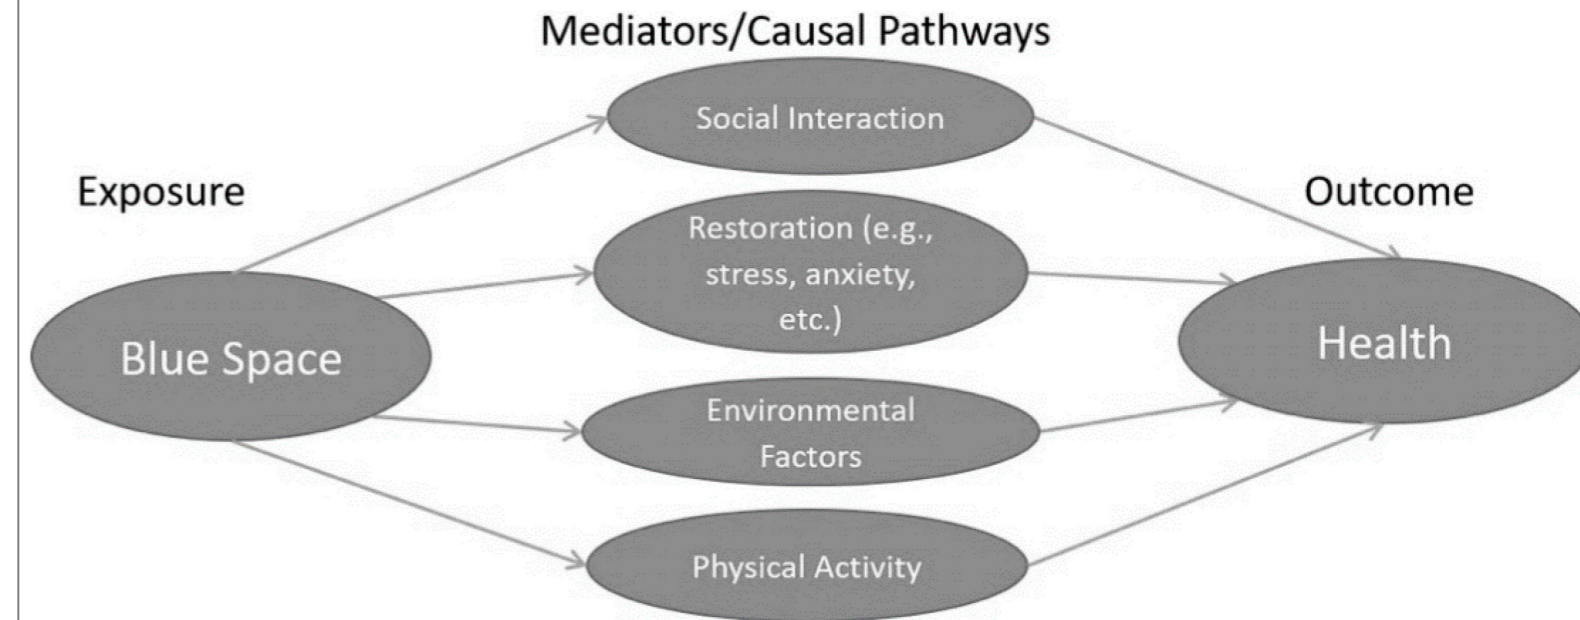 Mediators/Causal Pathways
Social Interaction
Exposure
Outcome
Restoration (e.g.,
stress, anxiety,
etc.)
Blue Space
Health
Environmental
Factors
Physical Activity